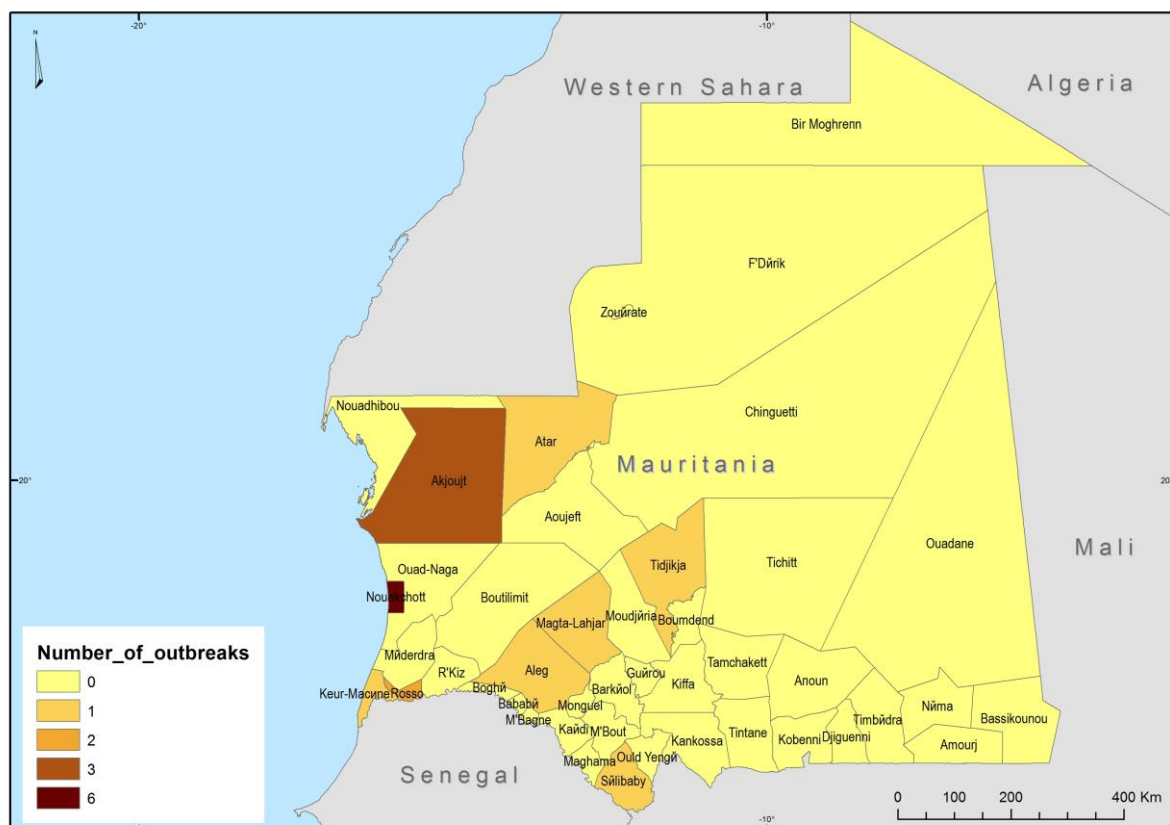 -20°
-10°
N
Western Sahara
Algeria
Bir Moghrenn
F'Dйrik
Zouйrate
Nouadhibou
Chinguetti
Atar
Mauritania
Akjoujt
20°
20
Aoujeft
Ouadane
Mali
Tidjikja
Tichitt
Ouad-Naga
Nouakchott
Boutilimit
Magta-Lahjar
Moudjйria
Boumdend
Mйderdra
R'Kiz
Aleg
Tamchakett
Anoun
Guйrou
Kiffa
Keur-Macине
Rosso
Boghй
Barkйol
Bababй
Monguel
M'Bagne
Timbйdra
Nйma
Bassikounou
Kaйdi
M'Bout
Kankossa
Tintane
Kobenni
Djiguenni
Amourj
Maghama
Ould Yengй
Sйlibaby
Senegal
Number_of_outbreaks
0
1
2
3
6
0 100 200 400 Km
-10°